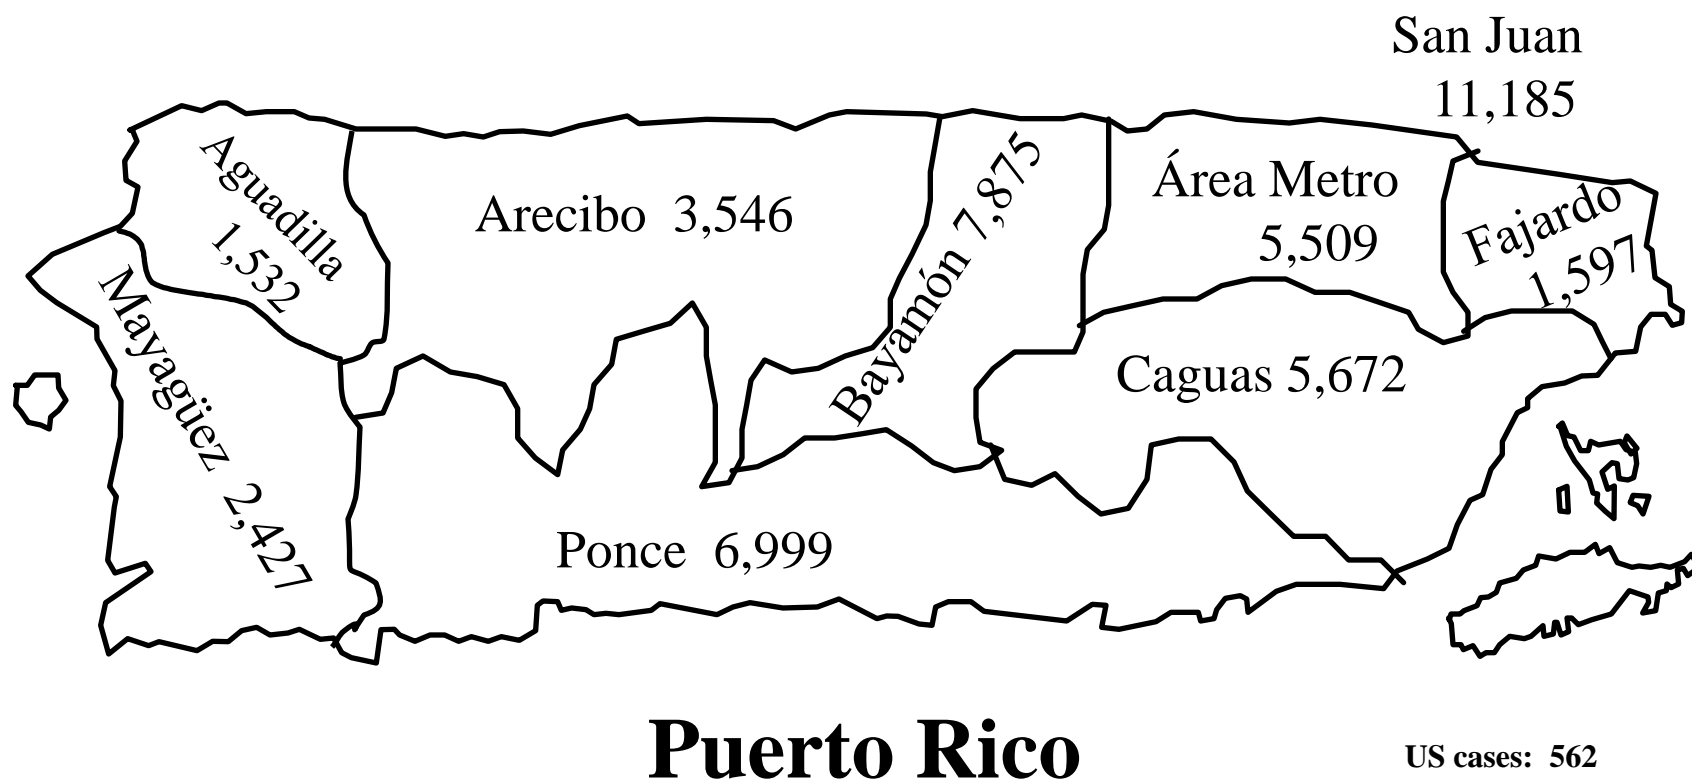 San Juan
11,185
Aguadilla
1,532
Arecibo 3,546
Bayamón 7,875
Área Metro
5,509
Fajardo
1,597
Mayagüez 2,427
Caguas 5,672
Ponce 6,999
Puerto Rico
US cases: 562